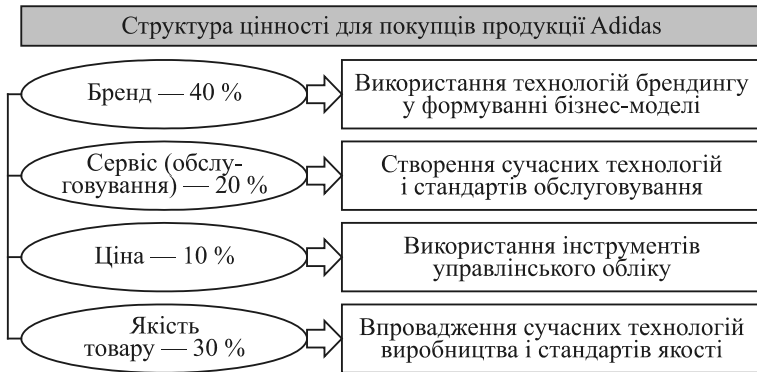 Структура цінності для покупців продукції Adidas
Бренд — 40 %
Використання технологій брендингу
у формуванні бізнес-моделі
Сервіс (обслу-
говування) — 20 %
Створення сучасних технологій
і стандартів обслуговування
Ціна — 10 %
Використання інструментів
управлінського обліку
Якість
товару — 30 %
Впровадження сучасних технологій
виробництва і стандартів якості